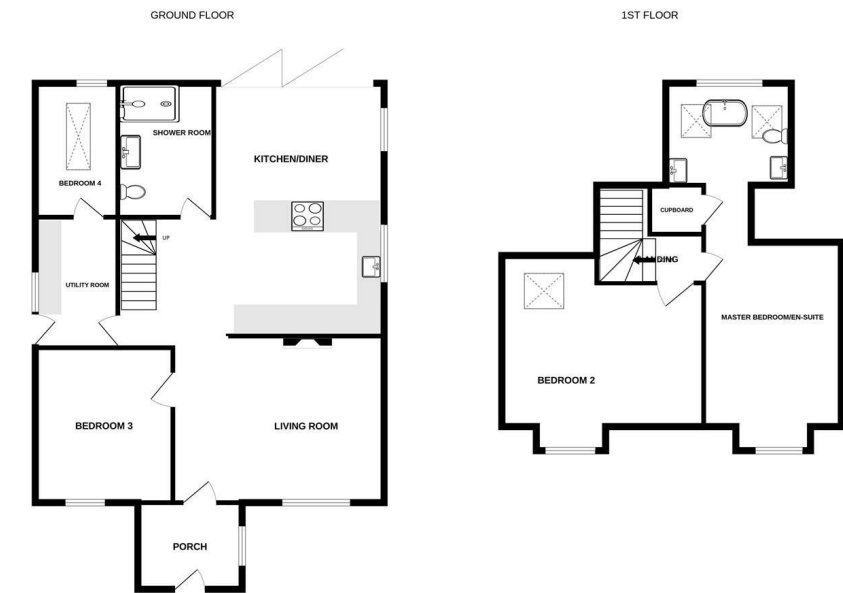 GROUND FLOOR
1ST FLOOR
SHOWER ROOM
KITCHEN/DINER
BEDROOM 4
CUPBOARD
UP
LANDING
UTILITY ROOM
MASTER BEDROOM/EN-SUITE
BEDROOM 2
BEDROOM 3
LIVING ROOM
PORCH